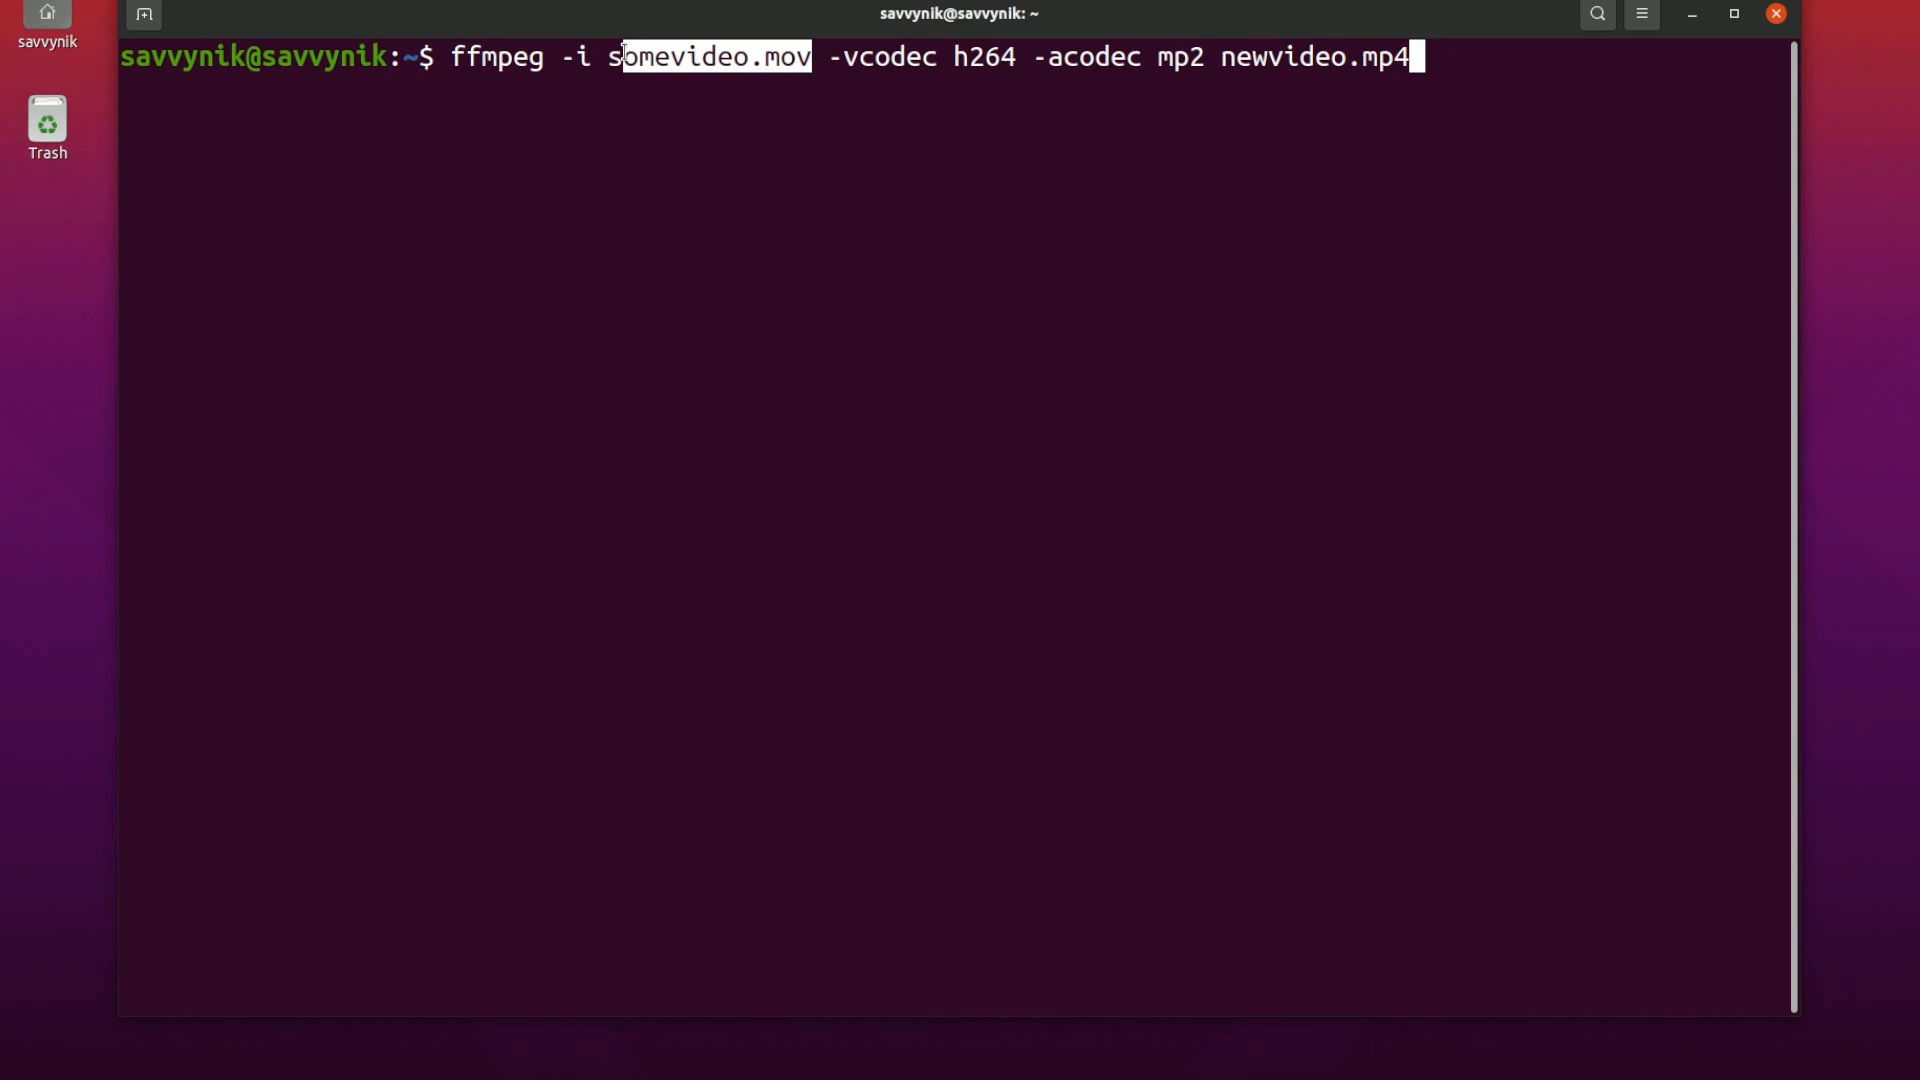 savvynik@savvynik: ~
savvynik
savvynik@savvynik:~$ ffmpeg -i somevideo.mov -vcodec h264 -acodec mp2 newvideo.mp4
Trash